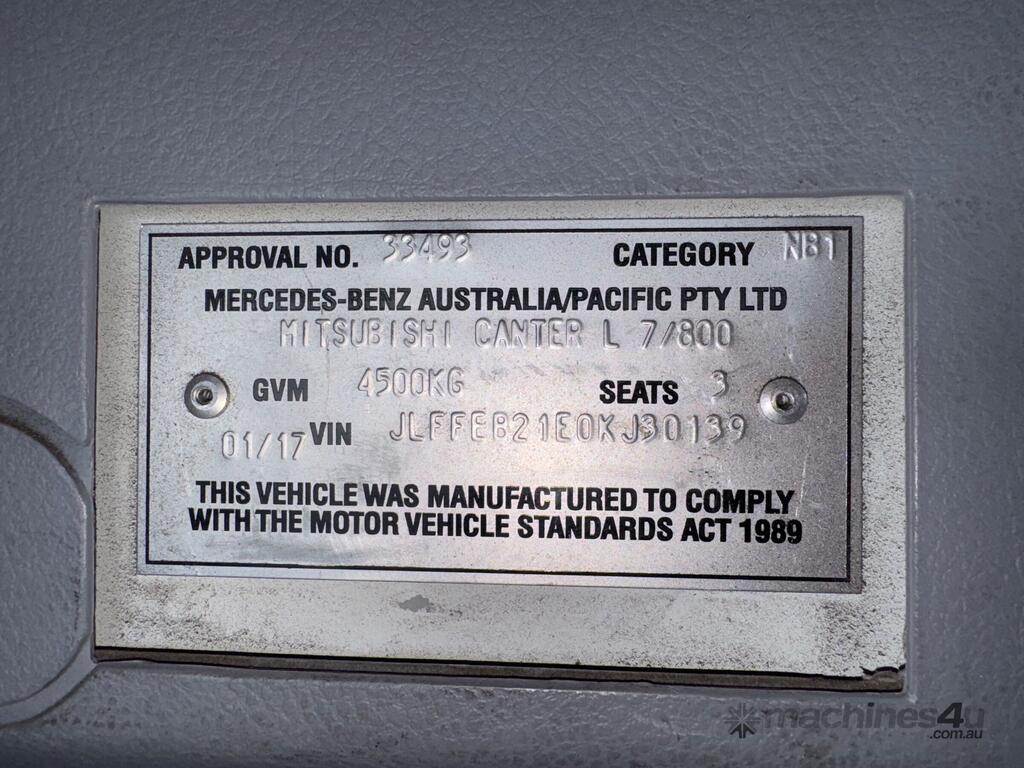 APPROVAL NO. 33493 CATEGORY NB1
MERCEDES-BENZ AUSTRALIA/PACIFIC PTY LTD
MITSUBISHI CANTER L 7/800
GVM 4500KG SEATS 3
01/17 VIN JLFFEB21E0KJ30139
THIS VEHICLE WAS MANUFACTURED TO COMPLY
WITH THE MOTOR VEHICLE STANDARDS ACT 1989
machines4u
.com.au